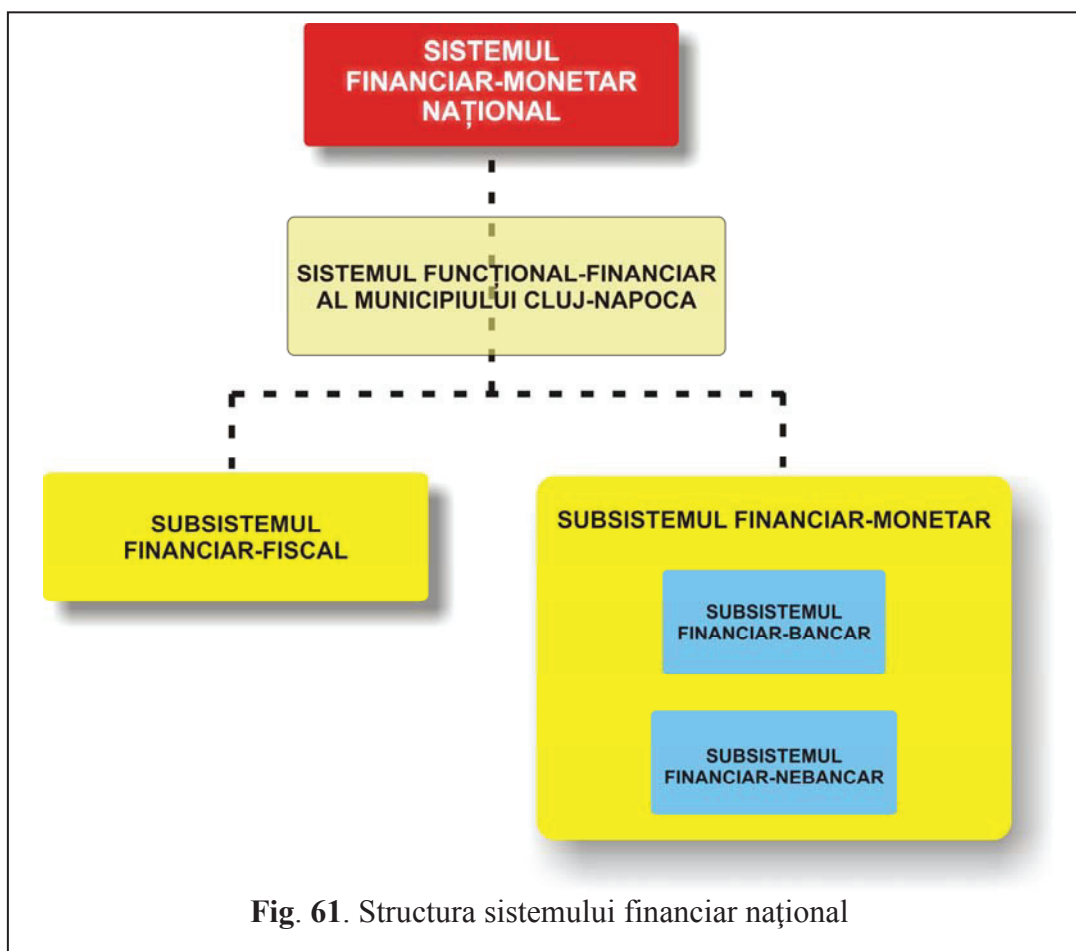 SISTEMUL
FINANCIAR-MONETAR
NAȚIONAL
SISTEMUL FUNCȚIONAL-FINANCIAR
AL MUNICIPIULUI CLUJ-NAPOCA
SUBSISTEMUL
FINANCIAR-FISCAL
SUBSISTEMUL FINANCIAR-MONETAR
SUBSISTEMUL
FINANCIAR-BANCAR
SUBSISTEMUL
FINANCIAR-NEBANCAR
Fig. 61. Structura sistemului financiar naţional